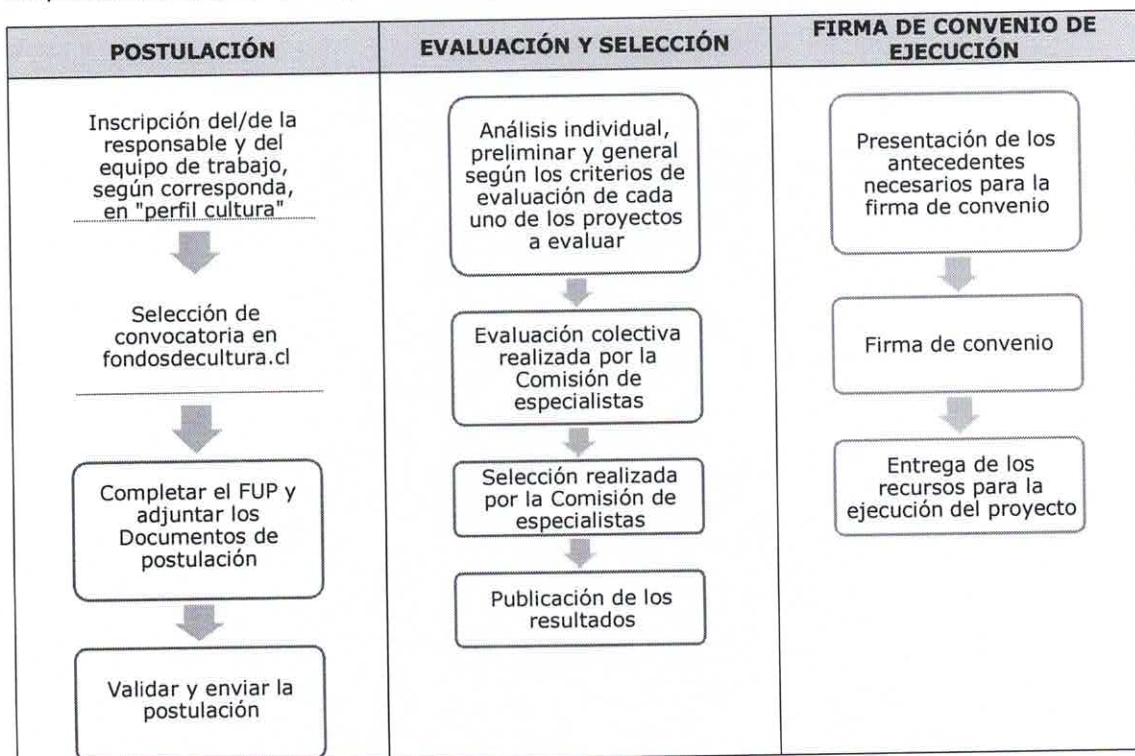 POSTULACIÓN
Inscripción del/de la
responsable y del
equipo de trabajo,
según corresponda,
en "perfil cultura"
Selección de
convocatoria en
fondosdecultura.cl
Completar el FUP y
adjuntar los
Documentos de
postulación
Validar y enviar la
postulación
EVALUACIÓN Y SELECCIÓN
Análisis individual,
preliminar y general
según los criterios de
evaluación de cada
uno de los proyectos
a evaluar
Evaluación colectiva
realizada por la
Comisión de
especialistas
Selección realizada
por la Comisión de
especialistas
Publicación de los
resultados
FIRMA DE CONVENIO DE
EJECUCIÓN
Presentación de los
antecedentes
necesarios para la
firma de convenio
Firma de convenio
Entrega de los
recursos para la
ejecución del proyecto